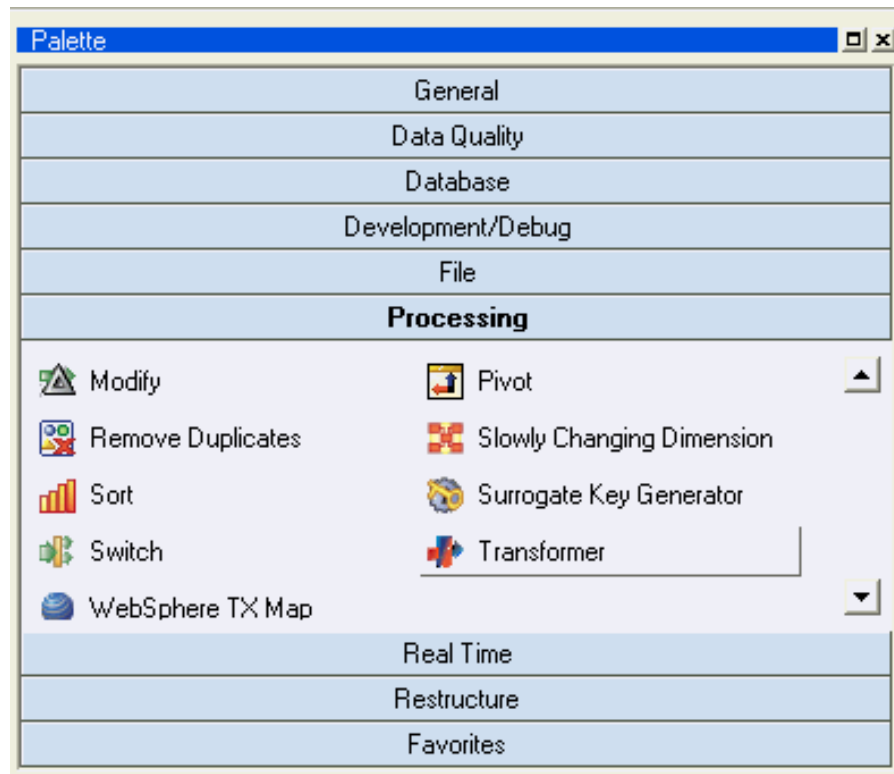 Palette
General
Data Quality
Database
Development/Debug
File
Processing
Modify
Pivot
Remove Duplicates
Slowly Changing Dimension
Sort
Surrogate Key Generator
Switch
Transformer
WebSphere TX Map
Real Time
Restructure
Favorites